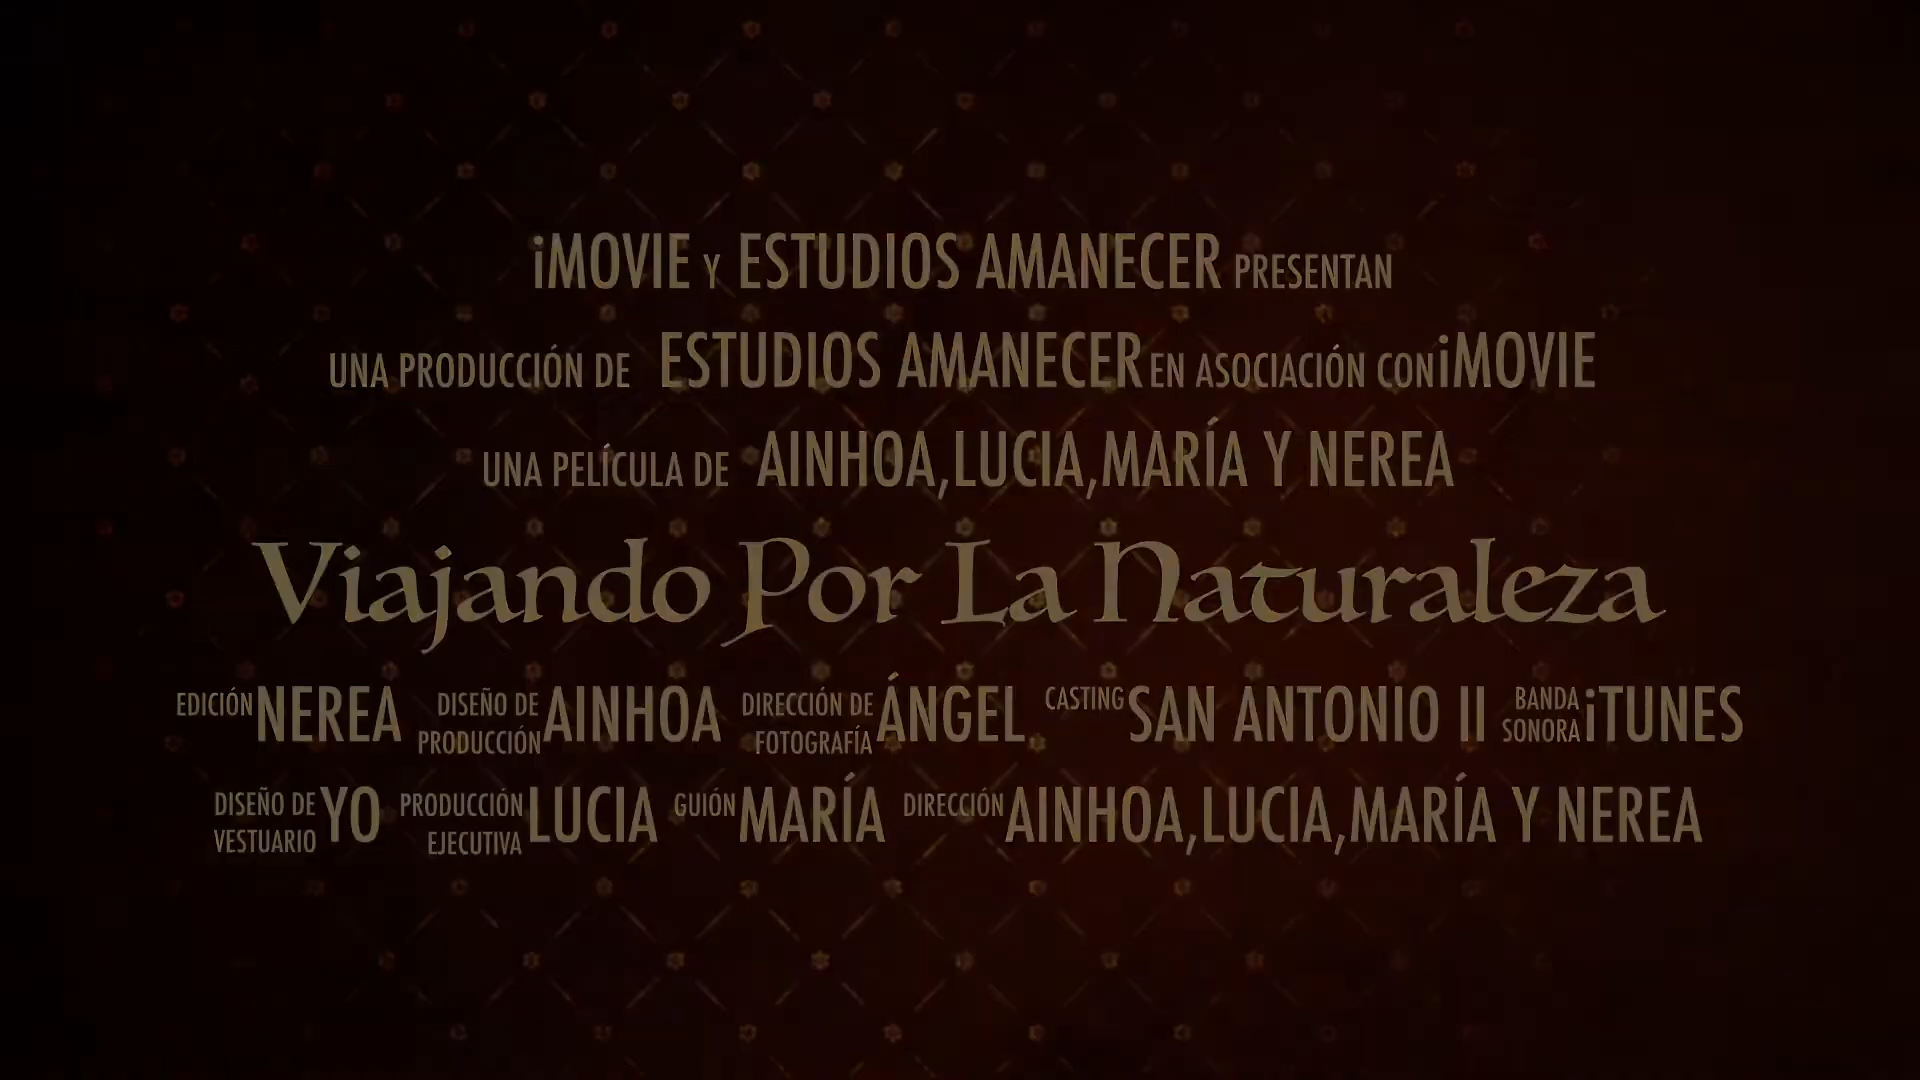 iMOVIE Y ESTUDIOS AMANECER PRESENTAN
UNA PRODUCCIÓN DE ESTUDIOS AMANECER EN ASOCIACIÓN CON iMOVIE
UNA PELÍCULA DE AINHOA,LUCIA,MARÍA Y NEREA
Viajando Por La Naturaleza
EDICIÓN NEREA DISEÑO DE PRODUCCIÓN AINHOA DIRECCIÓN DE FOTOGRAFÍA ÁNGEL CASTING SAN ANTONIO II BANDA SONORA iTUNES
DISEÑO DE VESTUARIO YO PRODUCCIÓN EJECUTIVA LUCIA GUIÓN MARÍA DIRECCIÓN AINHOA,LUCIA,MARÍA Y NEREA